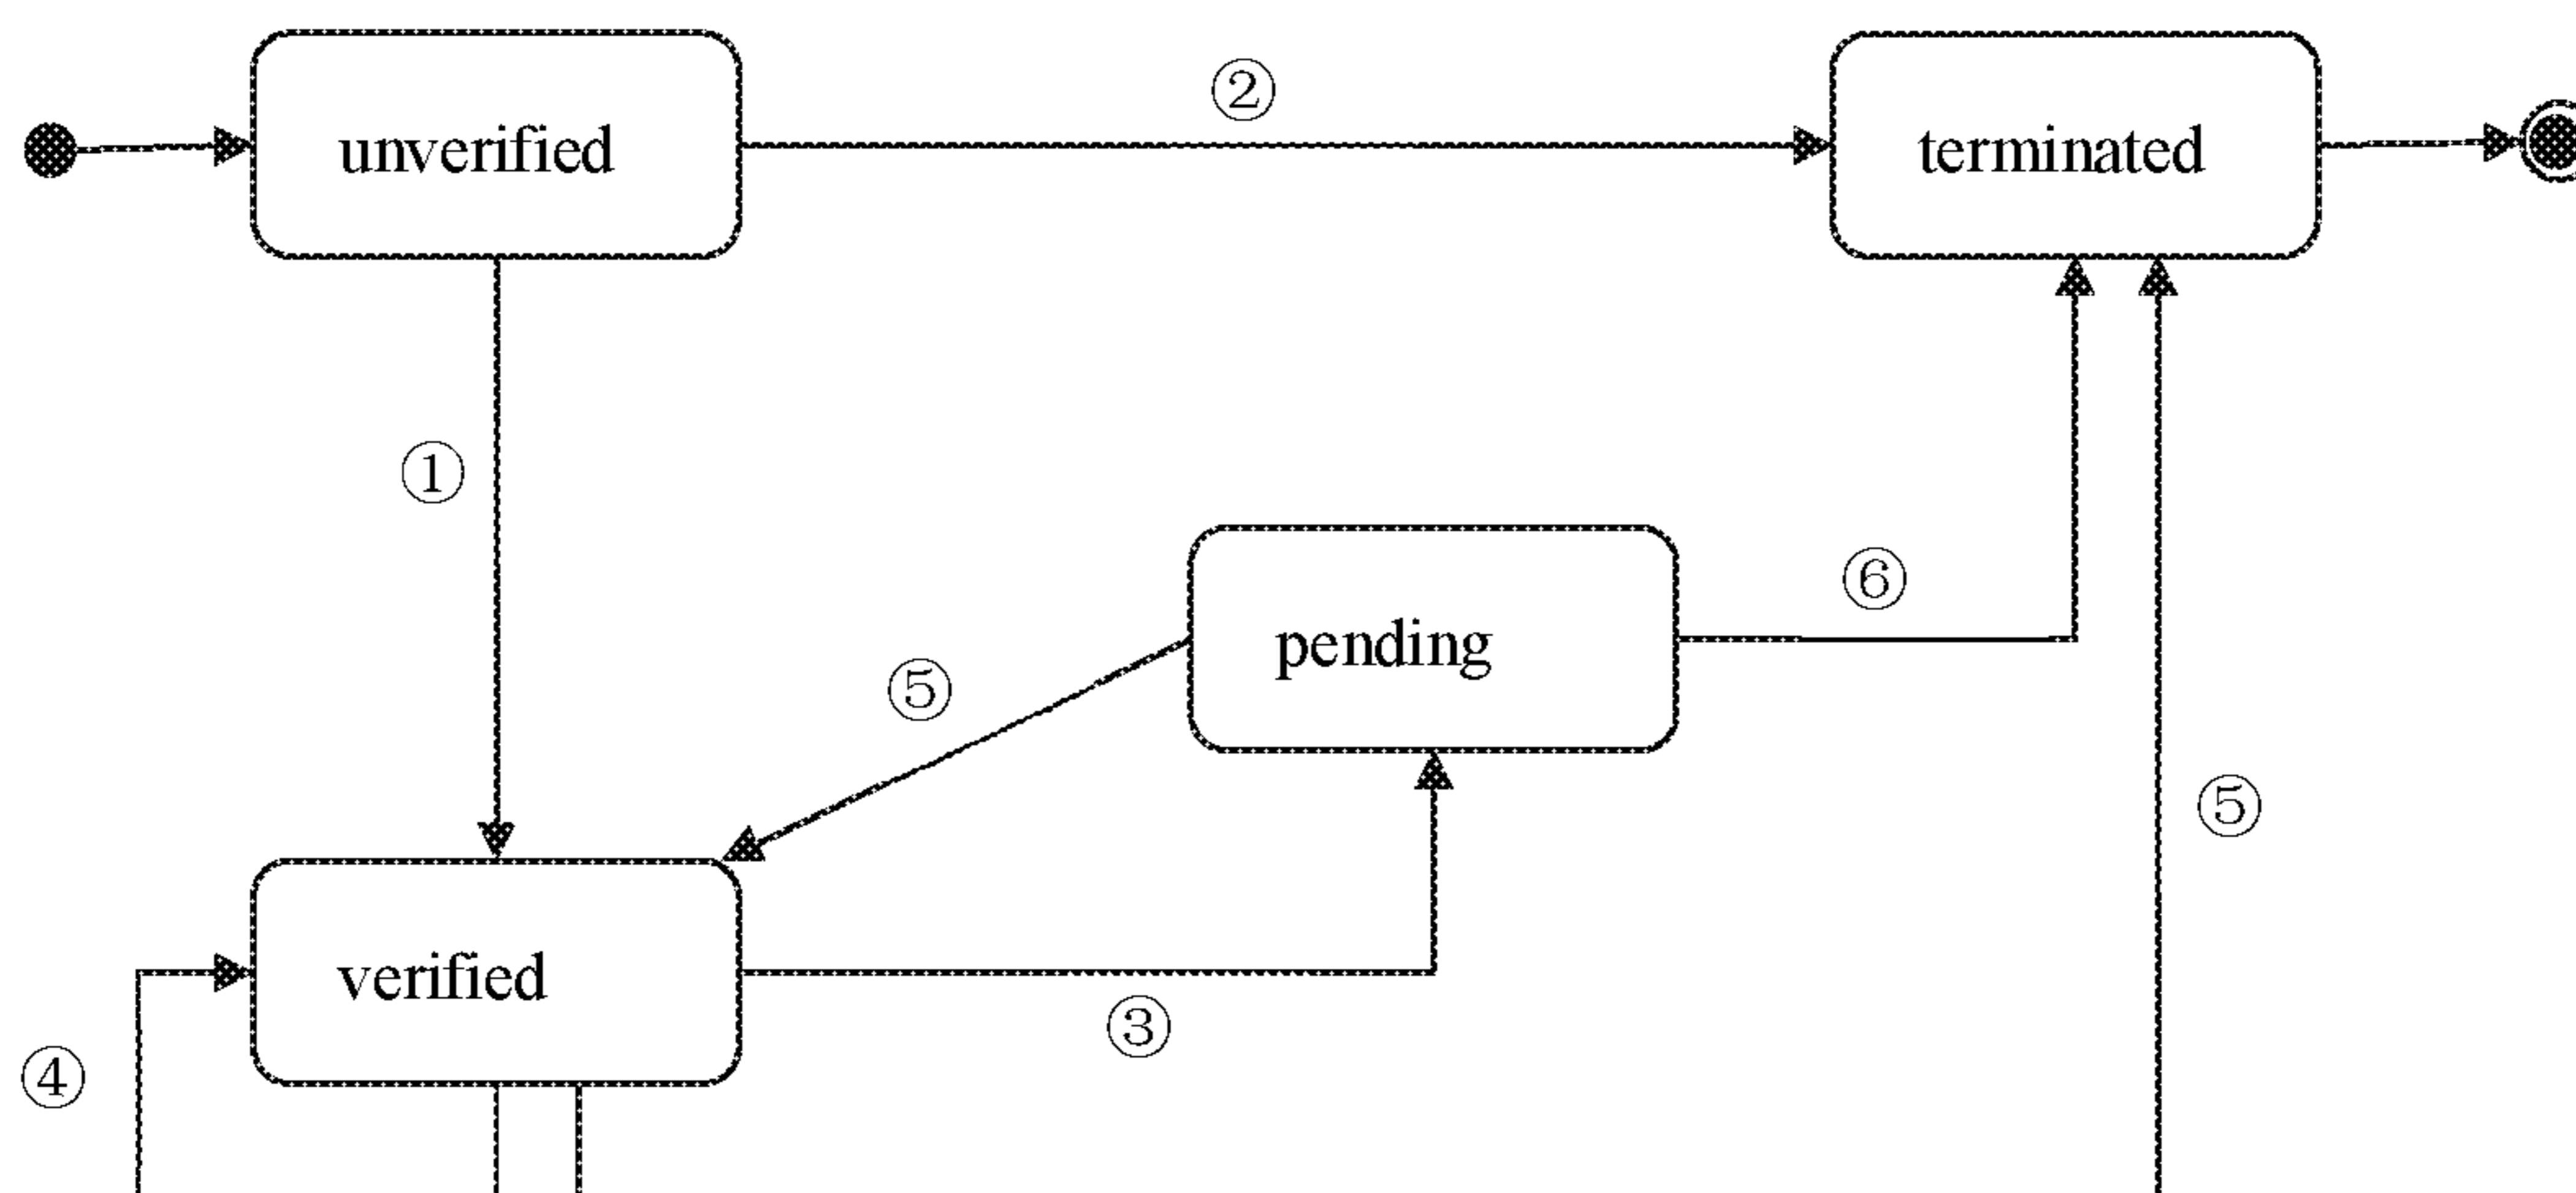 ②
unverified
terminated
①
⑥
pending
⑤
⑤
verified
③
④